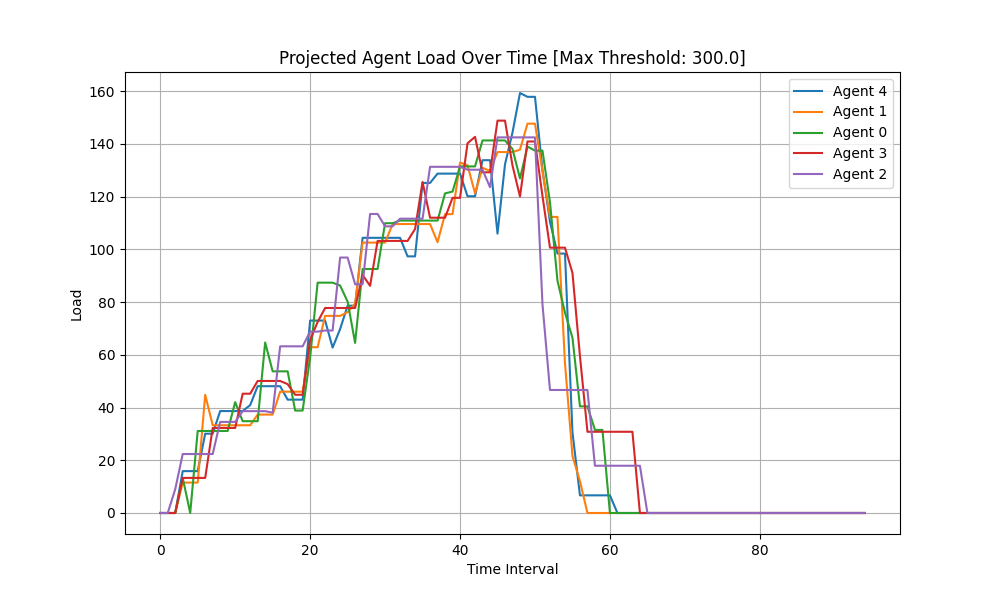 Projected Agent Load Over Time [Max Threshold: 300.0]
Load
160
140
120
100
80
60
40
20
0
Agent 4
Agent 1
Agent 0
Agent 3
Agent 2
0 20 40 60 80
Time Interval